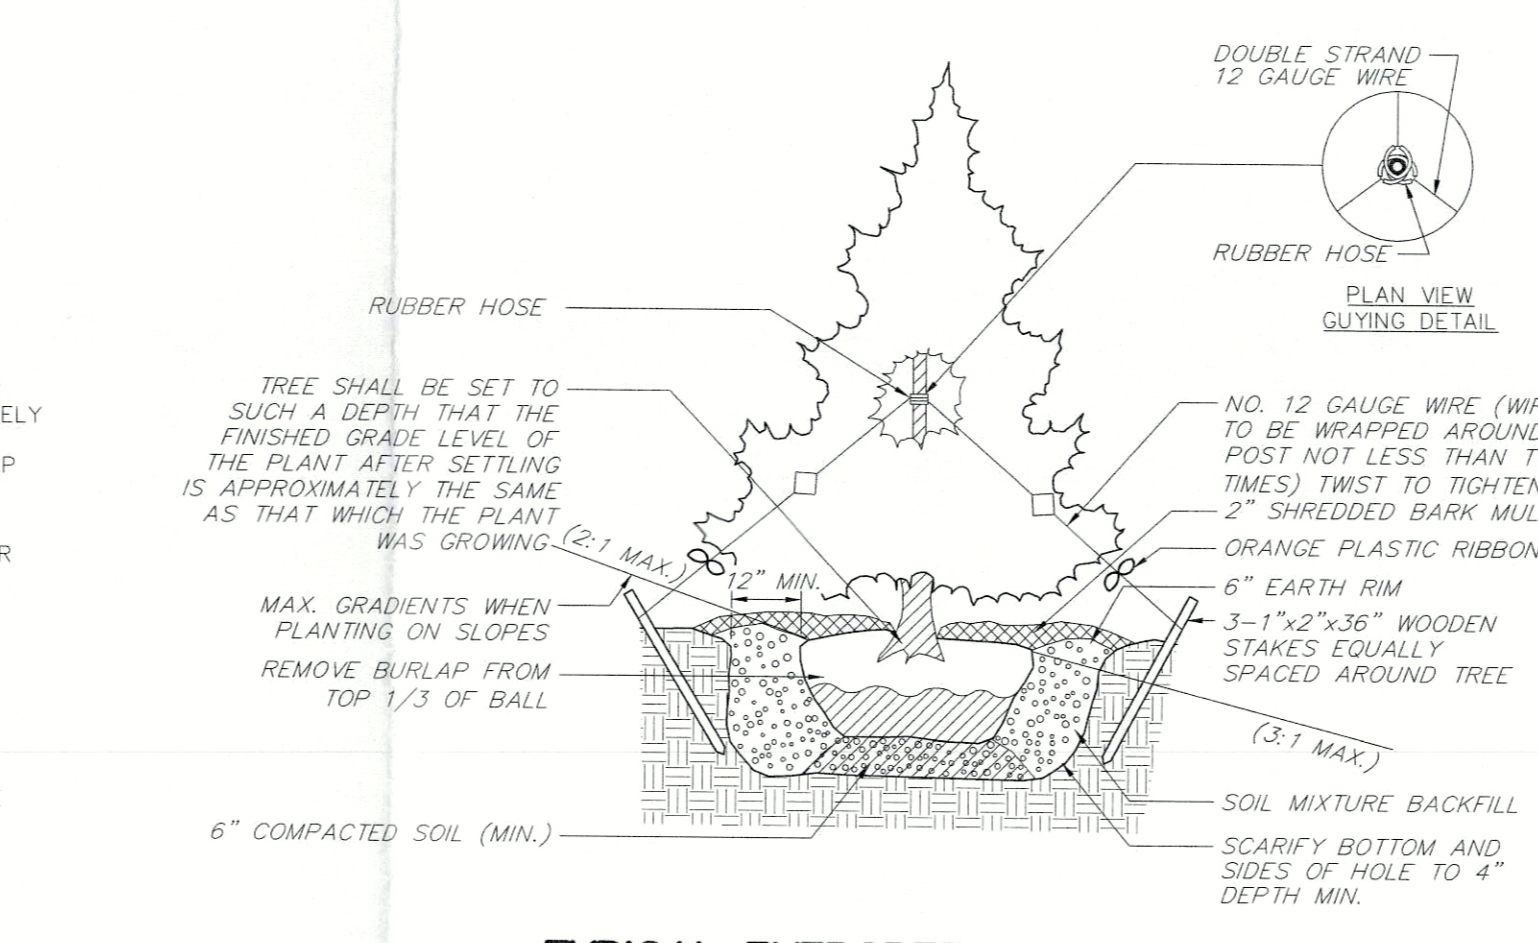 DOUBLE STRAND
12 GAUGE WIRE
RUBBER HOSE
PLAN VIEW
GUYING DETAIL
RUBBER HOSE
TREE SHALL BE SET TO
SUCH A DEPTH THAT THE
FINISHED GRADE LEVEL OF
THE PLANT AFTER SETTLING
IS APPROXIMATELY THE SAME
AS THAT WHICH THE PLANT
WAS GROWING
(2:1 MAX.)
12" MIN.
MAX. GRADIENTS WHEN
PLANTING ON SLOPES
REMOVE BURLAP FROM
TOP 1/3 OF BALL
6" COMPACTED SOIL (MIN.)
ELY
P
R
NO. 12 GAUGE WIRE (WIR
TO BE WRAPPED AROUND
POST NOT LESS THAN T
TIMES) TWIST TO TIGHTEN
2" SHREDDED BARK MUL
ORANGE PLASTIC RIBBON
6" EARTH RIM
3-1"x2"x36" WOODEN
STAKES EQUALLY
SPACED AROUND TREE
(3:1 MAX.)
SOIL MIXTURE BACKFILL
SCARIFY BOTTOM AND
SIDES OF HOLE TO 4"
DEPTH MIN.